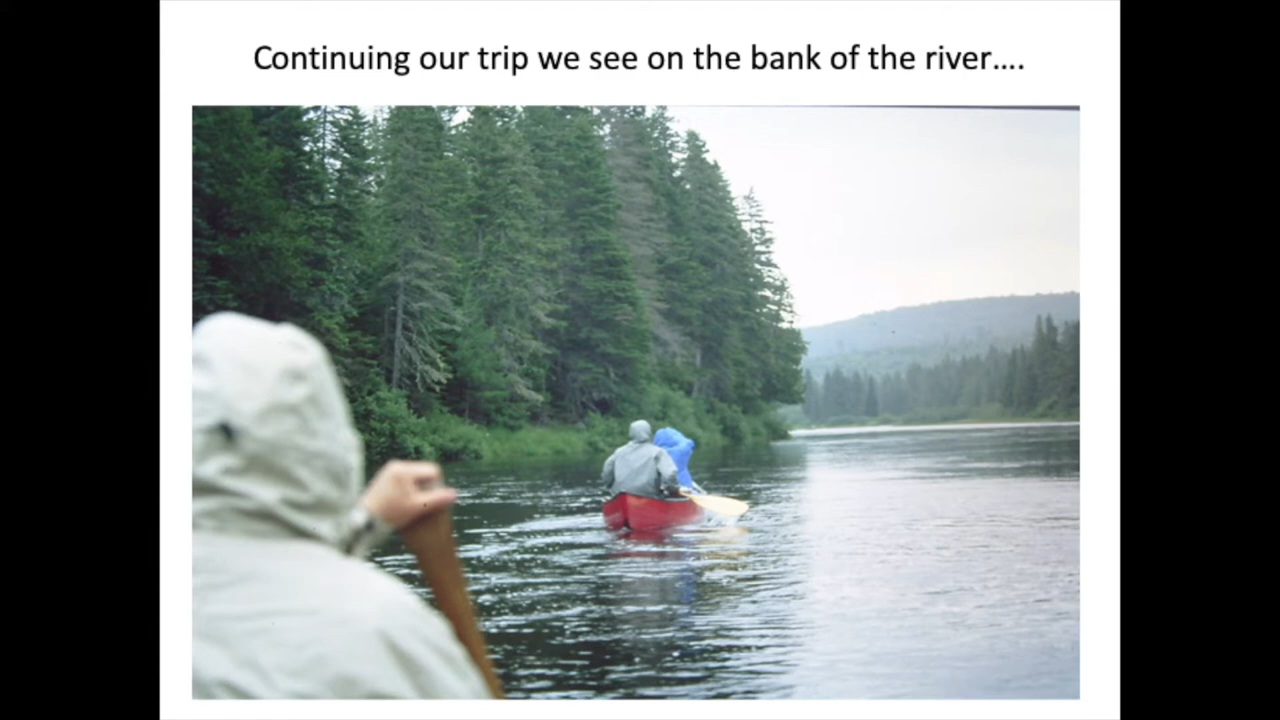 Continuing our trip we see on the bank of the river....